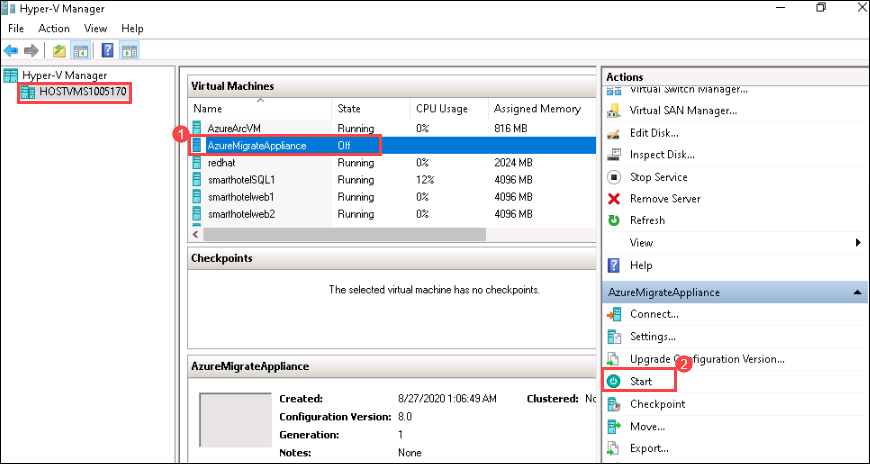 Hyper-V Manager
File Action View Help
Hyper-V Manager
HOSTVMS1005170
Virtual Machines
Name State CPU Usage Assigned Memory
1
AzureArcVM Running 0% 816 MB
AzureMigrateAppliance Off
redhat Running 0% 2024 MB
smarthotelSQL1 Running 12% 4096 MB
smarthotelweb1 Running 0% 4096 MB
smarthotelweb2 Running 0% 4096 MB
Checkpoints
The selected virtual machine has no checkpoints.
AzureMigrateAppliance
Created: 8/27/2020 1:06:49 AM Clustered: No
Configuration Version: 8.0
Generation: 1
Notes: None
Actions
Virtual Switch Manager...
Virtual SAN Manager...
Edit Disk...
Inspect Disk...
Stop Service
Remove Server
Refresh
View
Help
AzureMigrateAppliance
Connect...
Settings...
Upgrade Configuration Version...
2
Start
Checkpoint
Move...
Export...